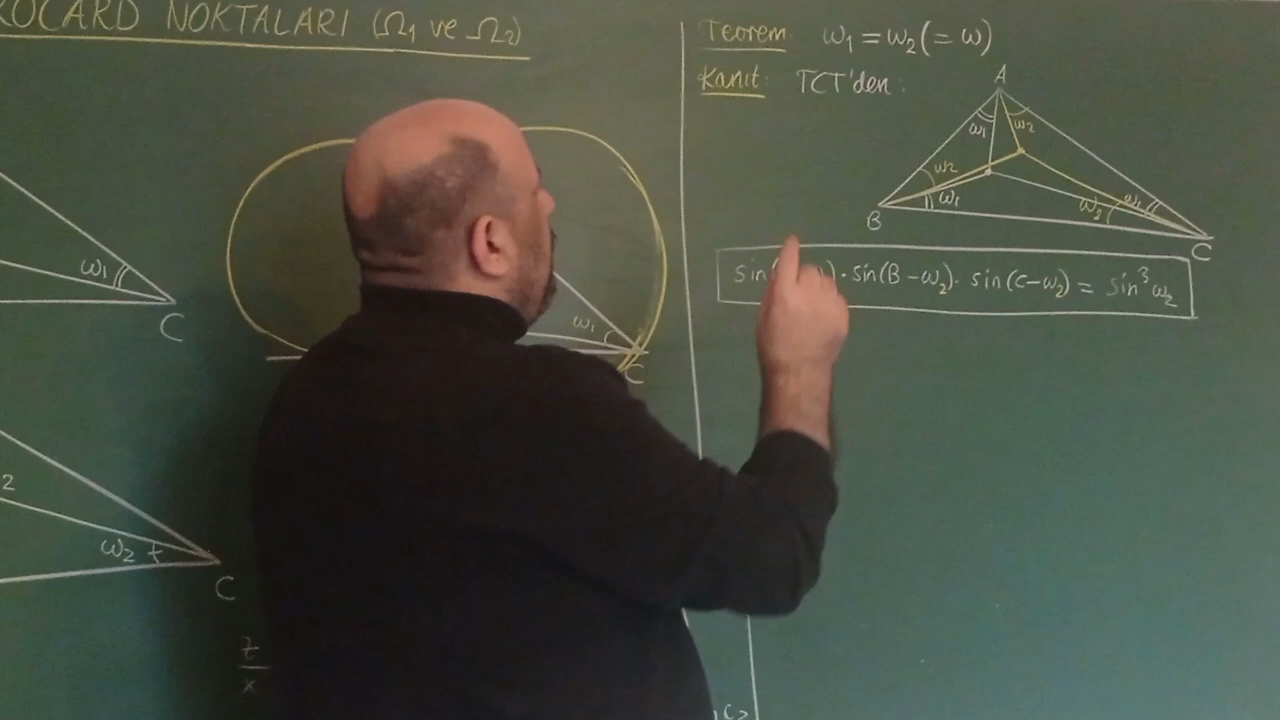 KOCARD NOKTALARI (Ω₁ ve Ω₂)
Teorem: ω₁ = ω₂ (= ω)
Kanıt: TCT'den:
A
ω₁ ω₂
ω₂
ω₁
ω₂ ω₁
B
C
sin( )·sin(B−ω₂)·sin(C−ω₂) = sin³ω₂
ω₁
C
ω₁
C
2
ω₂
C
z
x